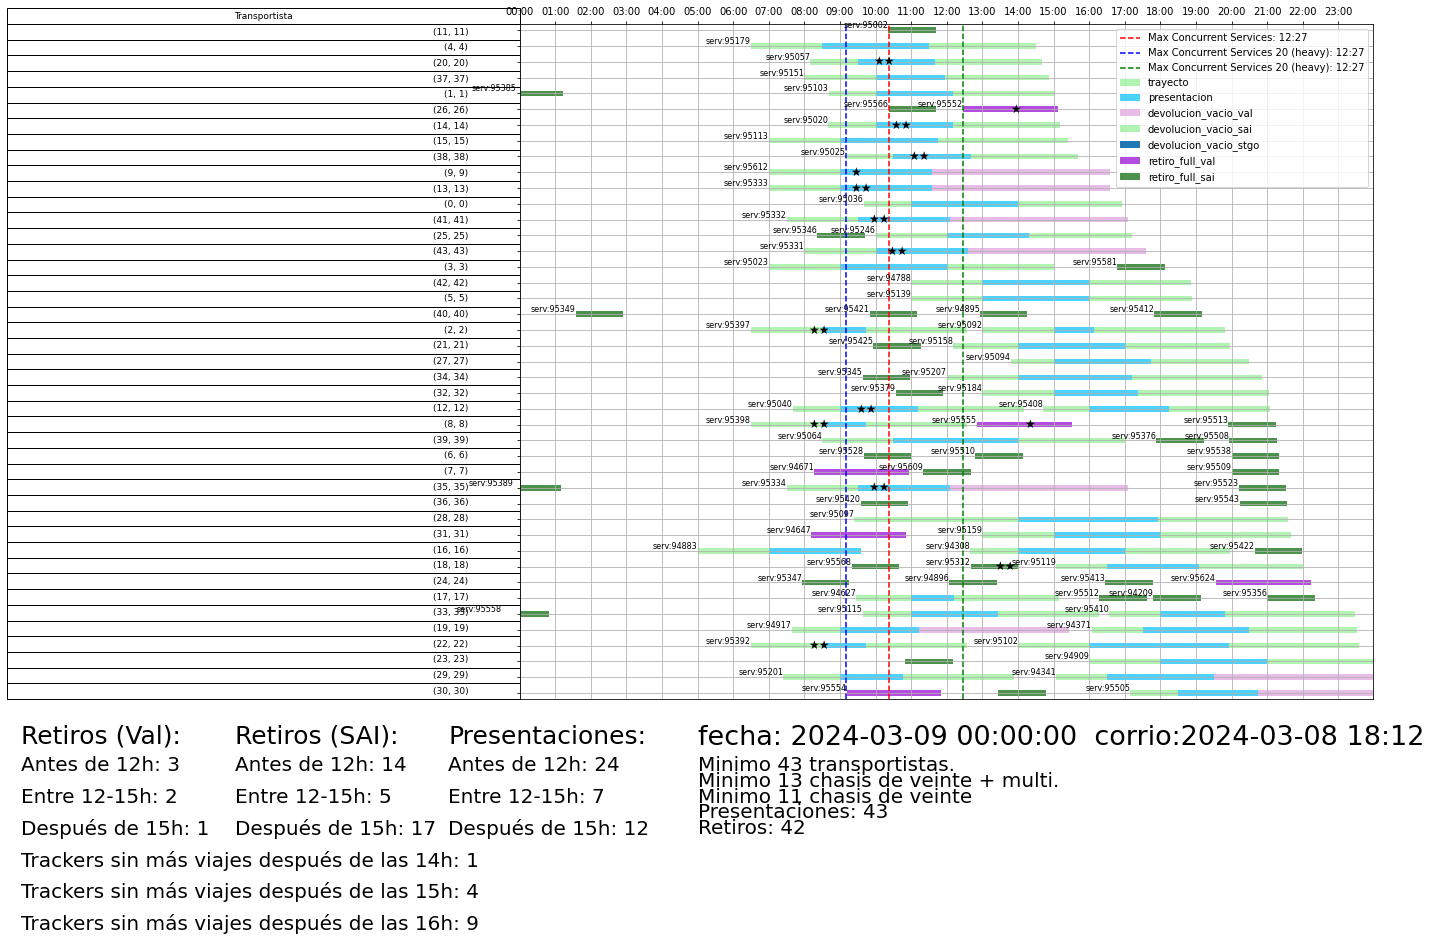 Transportista
00:00 01:00 02:00 03:00 04:00 05:00 06:00 07:00 08:00 09:00 10:00 11:00 12:00 13:00 14:00 15:00 16:00 17:00 18:00 19:00 20:00 21:00 22:00 23:00
(11, 11) serv:95002
(4, 4) serv:95179
(20, 20) serv:95057
(37, 37) serv:95151
(1, 1) serv:95385 serv:95103
(26, 26) serv:95566 serv:95552
(14, 14) serv:95020
(15, 15) serv:95113
(38, 38) serv:95025
(9, 9) serv:95612
(13, 13) serv:95333
(0, 0) serv:95036
(41, 41) serv:95332
(25, 25) serv:95346 serv:95246
(43, 43) serv:95331
(3, 3) serv:95023 serv:95581
(42, 42) serv:94788
(5, 5) serv:95139
(40, 40) serv:95349 serv:95421 serv:94895 serv:95412
(2, 2) serv:95397 serv:95092
(21, 21) serv:95425 serv:95158
(27, 27) serv:95094
(34, 34) serv:95345 serv:95207
(32, 32) serv:95379 serv:95184
(12, 12) serv:95040 serv:95408
(8, 8) serv:95398 serv:95555 serv:95513
(39, 39) serv:95064 serv:95376 serv:95508
(6, 6) serv:95528 serv:95510 serv:95538
(7, 7) serv:94671 serv:95609 serv:95509
(35, 35) serv:95389 serv:95334 serv:95523
(36, 36) serv:95420 serv:95543
(28, 28) serv:95097
(31, 31) serv:94647 serv:95159
(16, 16) serv:94883 serv:94308 serv:95422
(18, 18) serv:95568 serv:95312 serv:95119
(24, 24) serv:95347 serv:94896 serv:95413 serv:95624
(17, 17) serv:94627 serv:95512 serv:94209 serv:95356
(33, 33) serv:95558 serv:95115 serv:95410
(19, 19) serv:94917 serv:94371
(22, 22) serv:95392 serv:95102
(23, 23) serv:94909
(29, 29) serv:95201 serv:94341
(30, 30) serv:95554 serv:95505
Max Concurrent Services: 12:27
Max Concurrent Services 20 (heavy): 12:27
Max Concurrent Services 20 (heavy): 12:27
trayecto
presentacion
devolucion_vacio_val
devolucion_vacio_sai
devolucion_vacio_stgo
retiro_full_val
retiro_full_sai
Retiros (Val):
Antes de 12h: 3
Entre 12-15h: 2
Después de 15h: 1
Retiros (SAI):
Antes de 12h: 14
Entre 12-15h: 5
Después de 15h: 17
Presentaciones:
Antes de 12h: 24
Entre 12-15h: 7
Después de 15h: 12
fecha: 2024-03-09 00:00:00 corrio:2024-03-08 18:12
Minimo 43 transportistas.
Minimo 13 chasis de veinte + multi.
Minimo 11 chasis de veinte
Presentaciones: 43
Retiros: 42
Trackers sin más viajes después de las 14h: 1
Trackers sin más viajes después de las 15h: 4
Trackers sin más viajes después de las 16h: 9